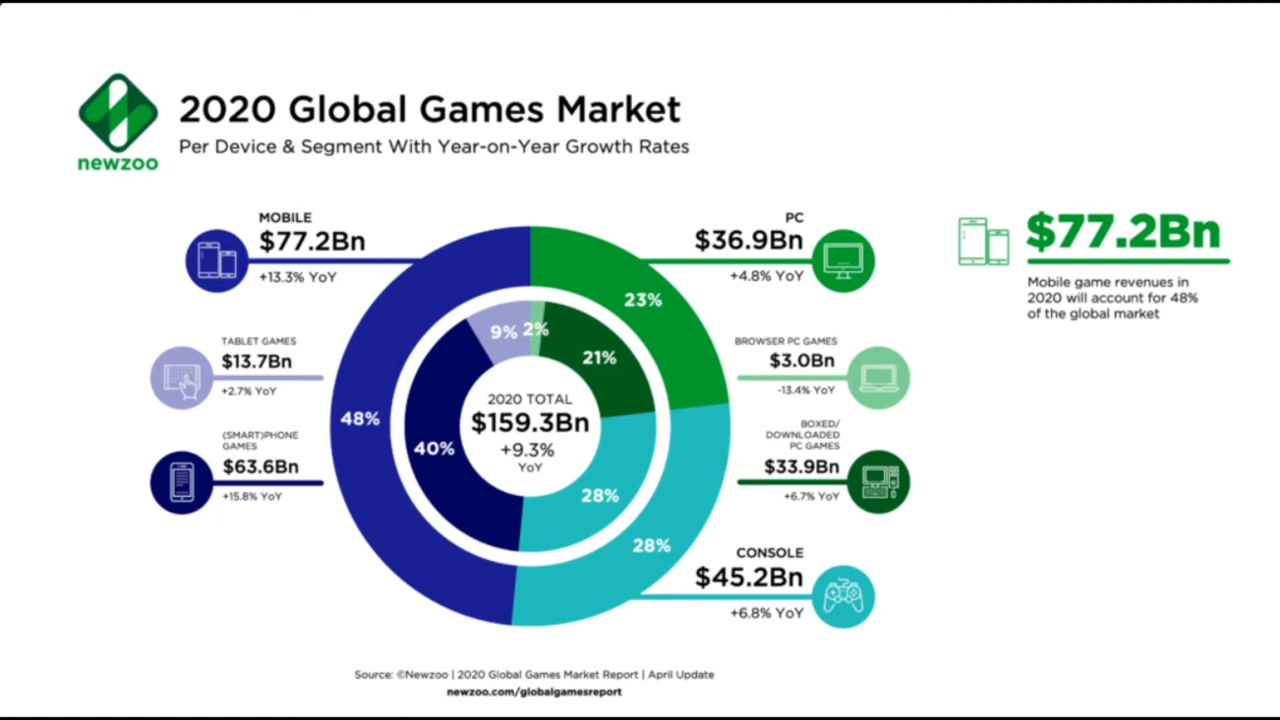 newzoo
2020 Global Games Market
Per Device & Segment With Year-on-Year Growth Rates
MOBILE
$77.2Bn
+13.3% YoY
TABLET GAMES
$13.7Bn
+2.7% YoY
(SMART)PHONE
GAMES
$63.6Bn
+15.8% YoY
48%
40%
9%
2%
21%
23%
28%
28%
2020 TOTAL
$159.3Bn
+9.3%
YoY
PC
$36.9Bn
+4.8% YoY
BROWSER PC GAMES
$3.0Bn
-13.4% YoY
BOXED/
DOWNLOADED
PC GAMES
$33.9Bn
+6.7% YoY
CONSOLE
$45.2Bn
+6.8% YoY
$77.2Bn
Mobile game revenues in
2020 will account for 48%
of the global market
Source: ©Newzoo | 2020 Global Games Market Report | April Update
newzoo.com/globalgamesreport